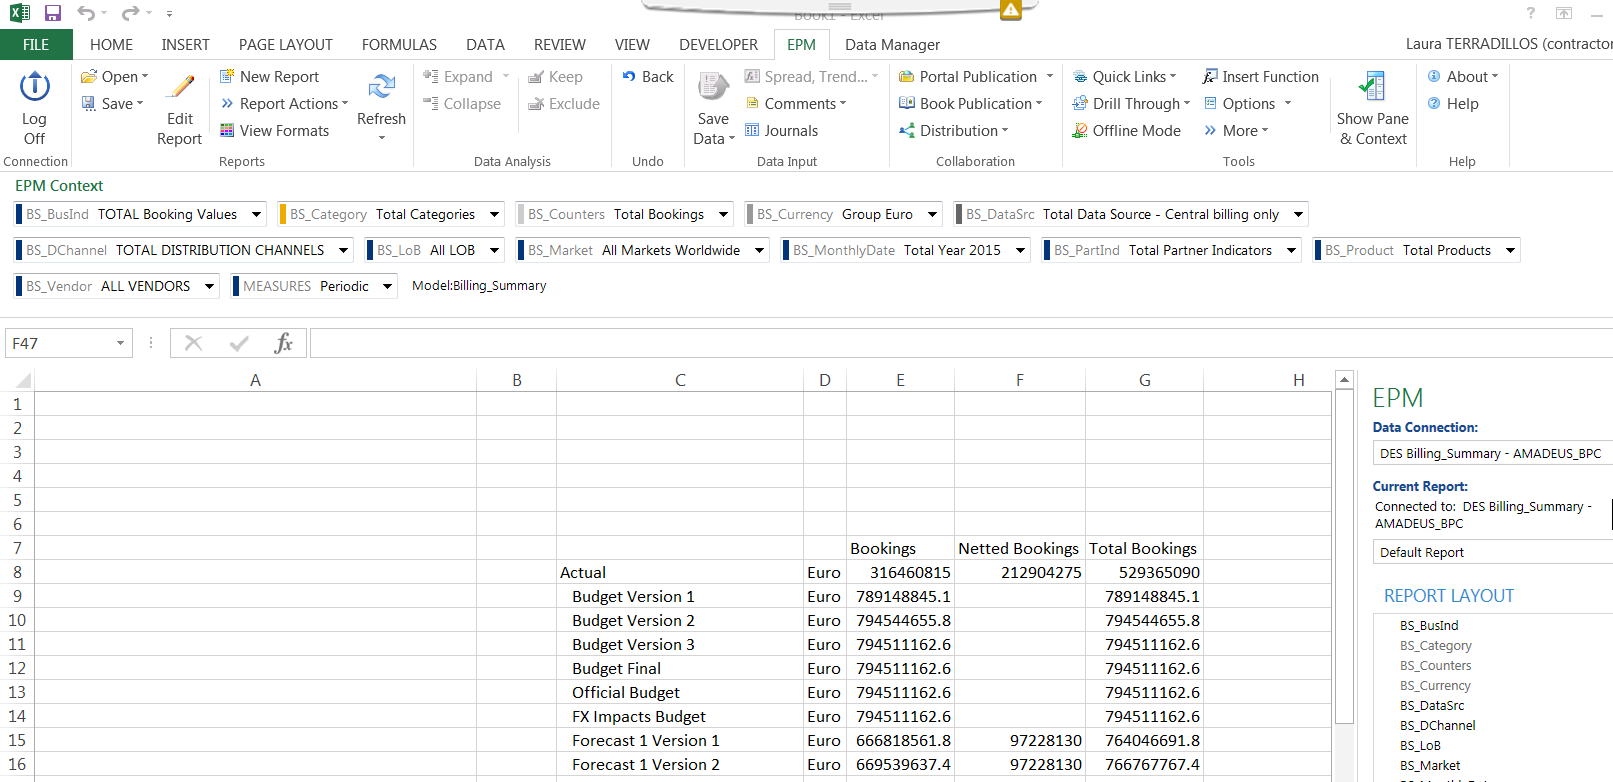 Book1 - Excel
?
FILE HOME INSERT PAGE LAYOUT FORMULAS DATA REVIEW VIEW DEVELOPER EPM Data Manager Laura TERRADILLOS (contractor
Open New Report Expand Keep Back Spread, Trend... Portal Publication Quick Links Insert Function About
Save Report Actions Collapse Exclude Comments Book Publication Drill Through Options Help
Log Off Edit Report View Formats Refresh Save Data Journals Distribution Offline Mode More Show Pane & Context
Connection Reports Data Analysis Undo Data Input Collaboration Tools Help
EPM Context
BS_BusInd TOTAL Booking Values BS_Category Total Categories BS_Counters Total Bookings BS_Currency Group Euro BS_DataSrc Total Data Source - Central billing only
BS_DChannel TOTAL DISTRIBUTION CHANNELS BS_LoB All LOB BS_Market All Markets Worldwide BS_MonthlyDate Total Year 2015 BS_PartInd Total Partner Indicators BS_Product Total Products
BS_Vendor ALL VENDORS MEASURES Periodic Model:Billing_Summary
F47 fx
A B C D E F G H
1
2
3
4
5
6
7 Bookings Netted Bookings Total Bookings
8 Actual Euro 316460815 212904275 529365090
9 Budget Version 1 Euro 789148845.1 789148845.1
10 Budget Version 2 Euro 794544655.8 794544655.8
11 Budget Version 3 Euro 794511162.6 794511162.6
12 Budget Final Euro 794511162.6 794511162.6
13 Official Budget Euro 794511162.6 794511162.6
14 FX Impacts Budget Euro 794511162.6 794511162.6
15 Forecast 1 Version 1 Euro 666818561.8 97228130 764046691.8
16 Forecast 1 Version 2 Euro 669539637.4 97228130 766767767.4
EPM
Data Connection:
DES Billing_Summary - AMADEUS_BPC
Current Report:
Connected to: DES Billing_Summary -
AMADEUS_BPC
Default Report
REPORT LAYOUT
BS_BusInd
BS_Category
BS_Counters
BS_Currency
BS_DataSrc
BS_DChannel
BS_LoB
BS_Market